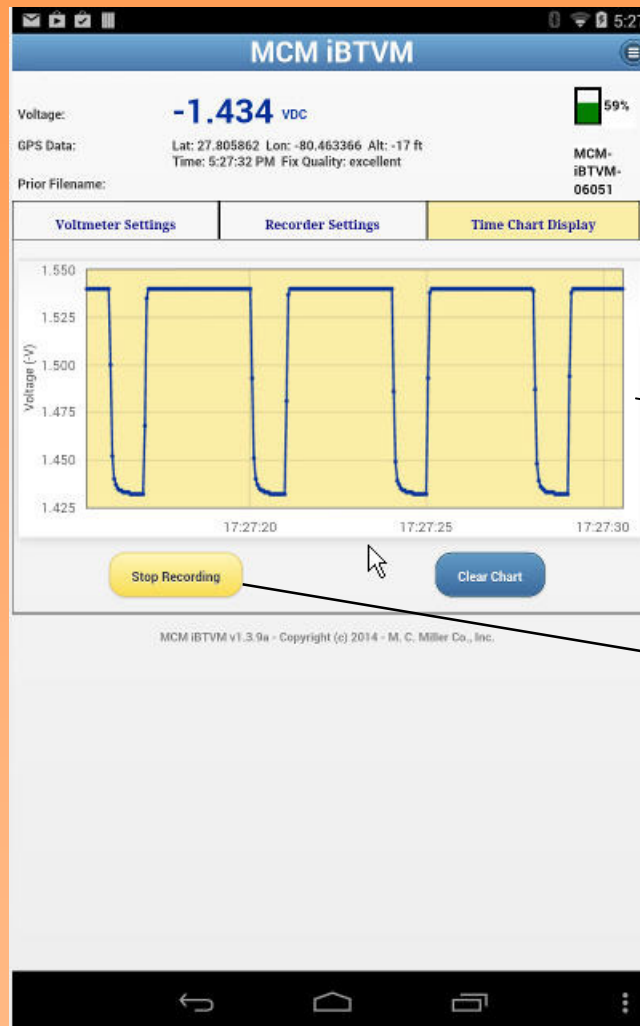 5:27
MCM iBTVM
Voltage: -1.434 VDC
59%
GPS Data: Lat: 27.805862 Lon: -80.463366 Alt: -17 ft
Time: 5:27:32 PM Fix Quality: excellent
MCM-
iBTVM-
06051
Prior Filename:
Voltmeter Settings Recorder Settings Time Chart Display
Voltage (-V)
1.550
1.525
1.500
1.475
1.450
1.425
17:27:20 17:27:25 17:27:30
Stop Recording Clear Chart
MCM iBTVM v1.3.9a - Copyright (c) 2014 - M. C. Miller Co., Inc.